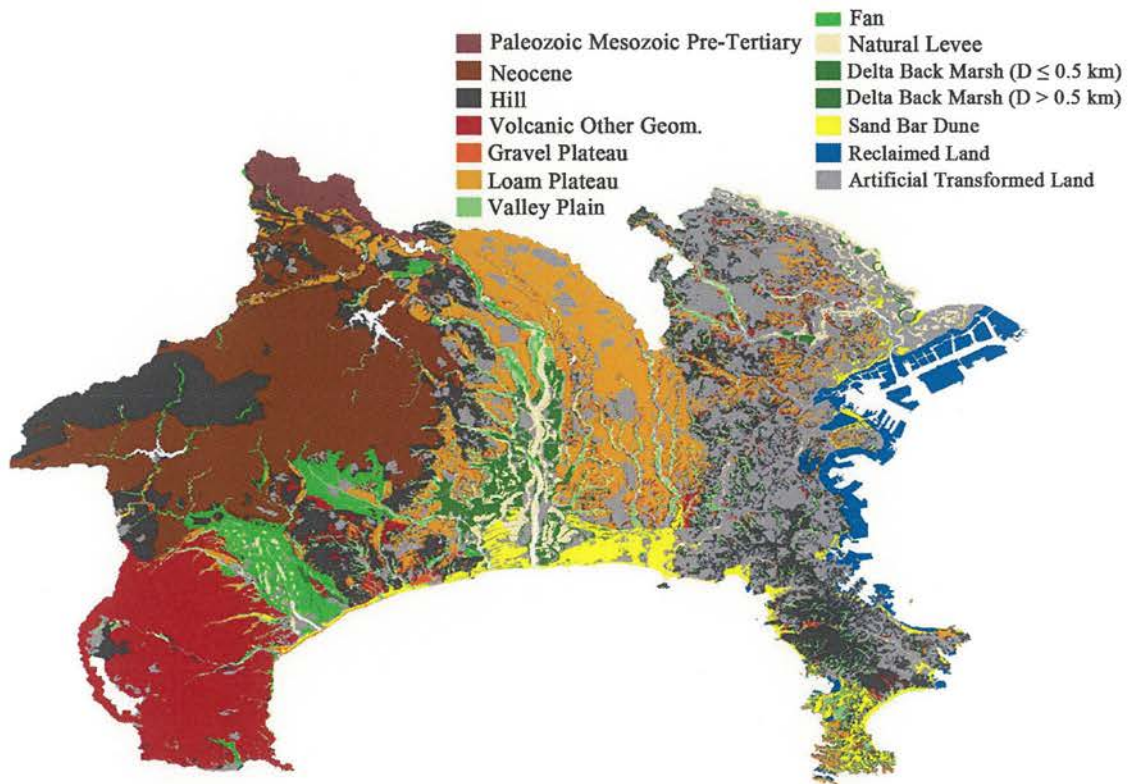 Paleozoic Mesozoic Pre-Tertiary
Neocene
Hill
Volcanic Other Geom.
Gravel Plateau
Loam Plateau
Valley Plain
Fan
Natural Levee
Delta Back Marsh (D ≤ 0.5 km)
Delta Back Marsh (D > 0.5 km)
Sand Bar Dune
Reclaimed Land
Artificial Transformed Land